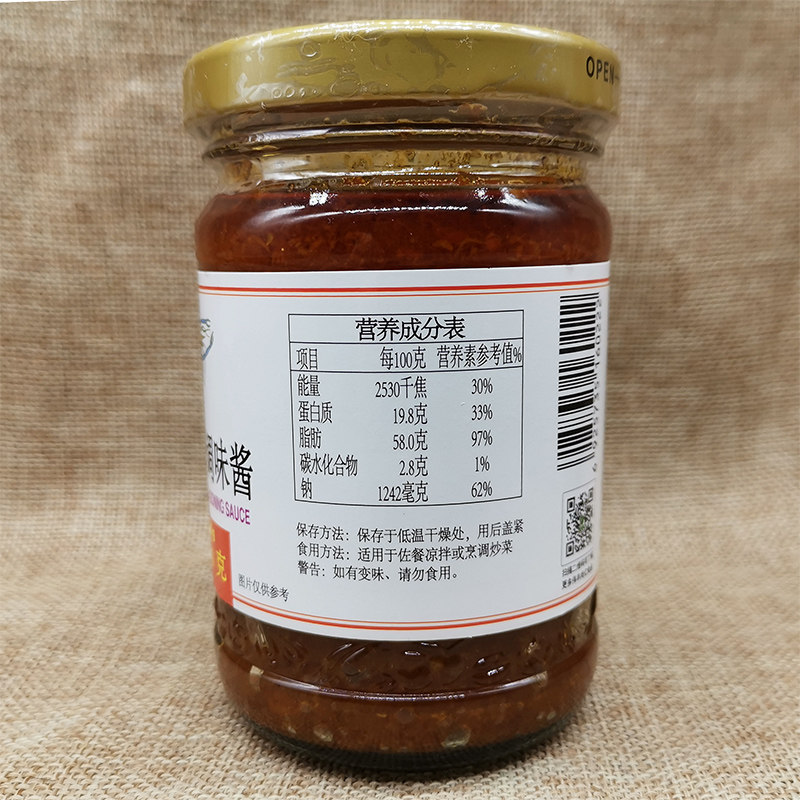 OPEN
营养成分表
项目 每100克 营养素参考值%
能量 2530千焦 30%
蛋白质 19.8克 33%
脂肪 58.0克 97%
碳水化合物 2.8克 1%
钠 1242毫克 62%
保存方法：保存于低温干燥处，用后盖紧
食用方法：适用于佐餐凉拌或烹调炒菜
警告：如有变味、请勿食用。
味酱
SAUCE
克
图片仅供参考